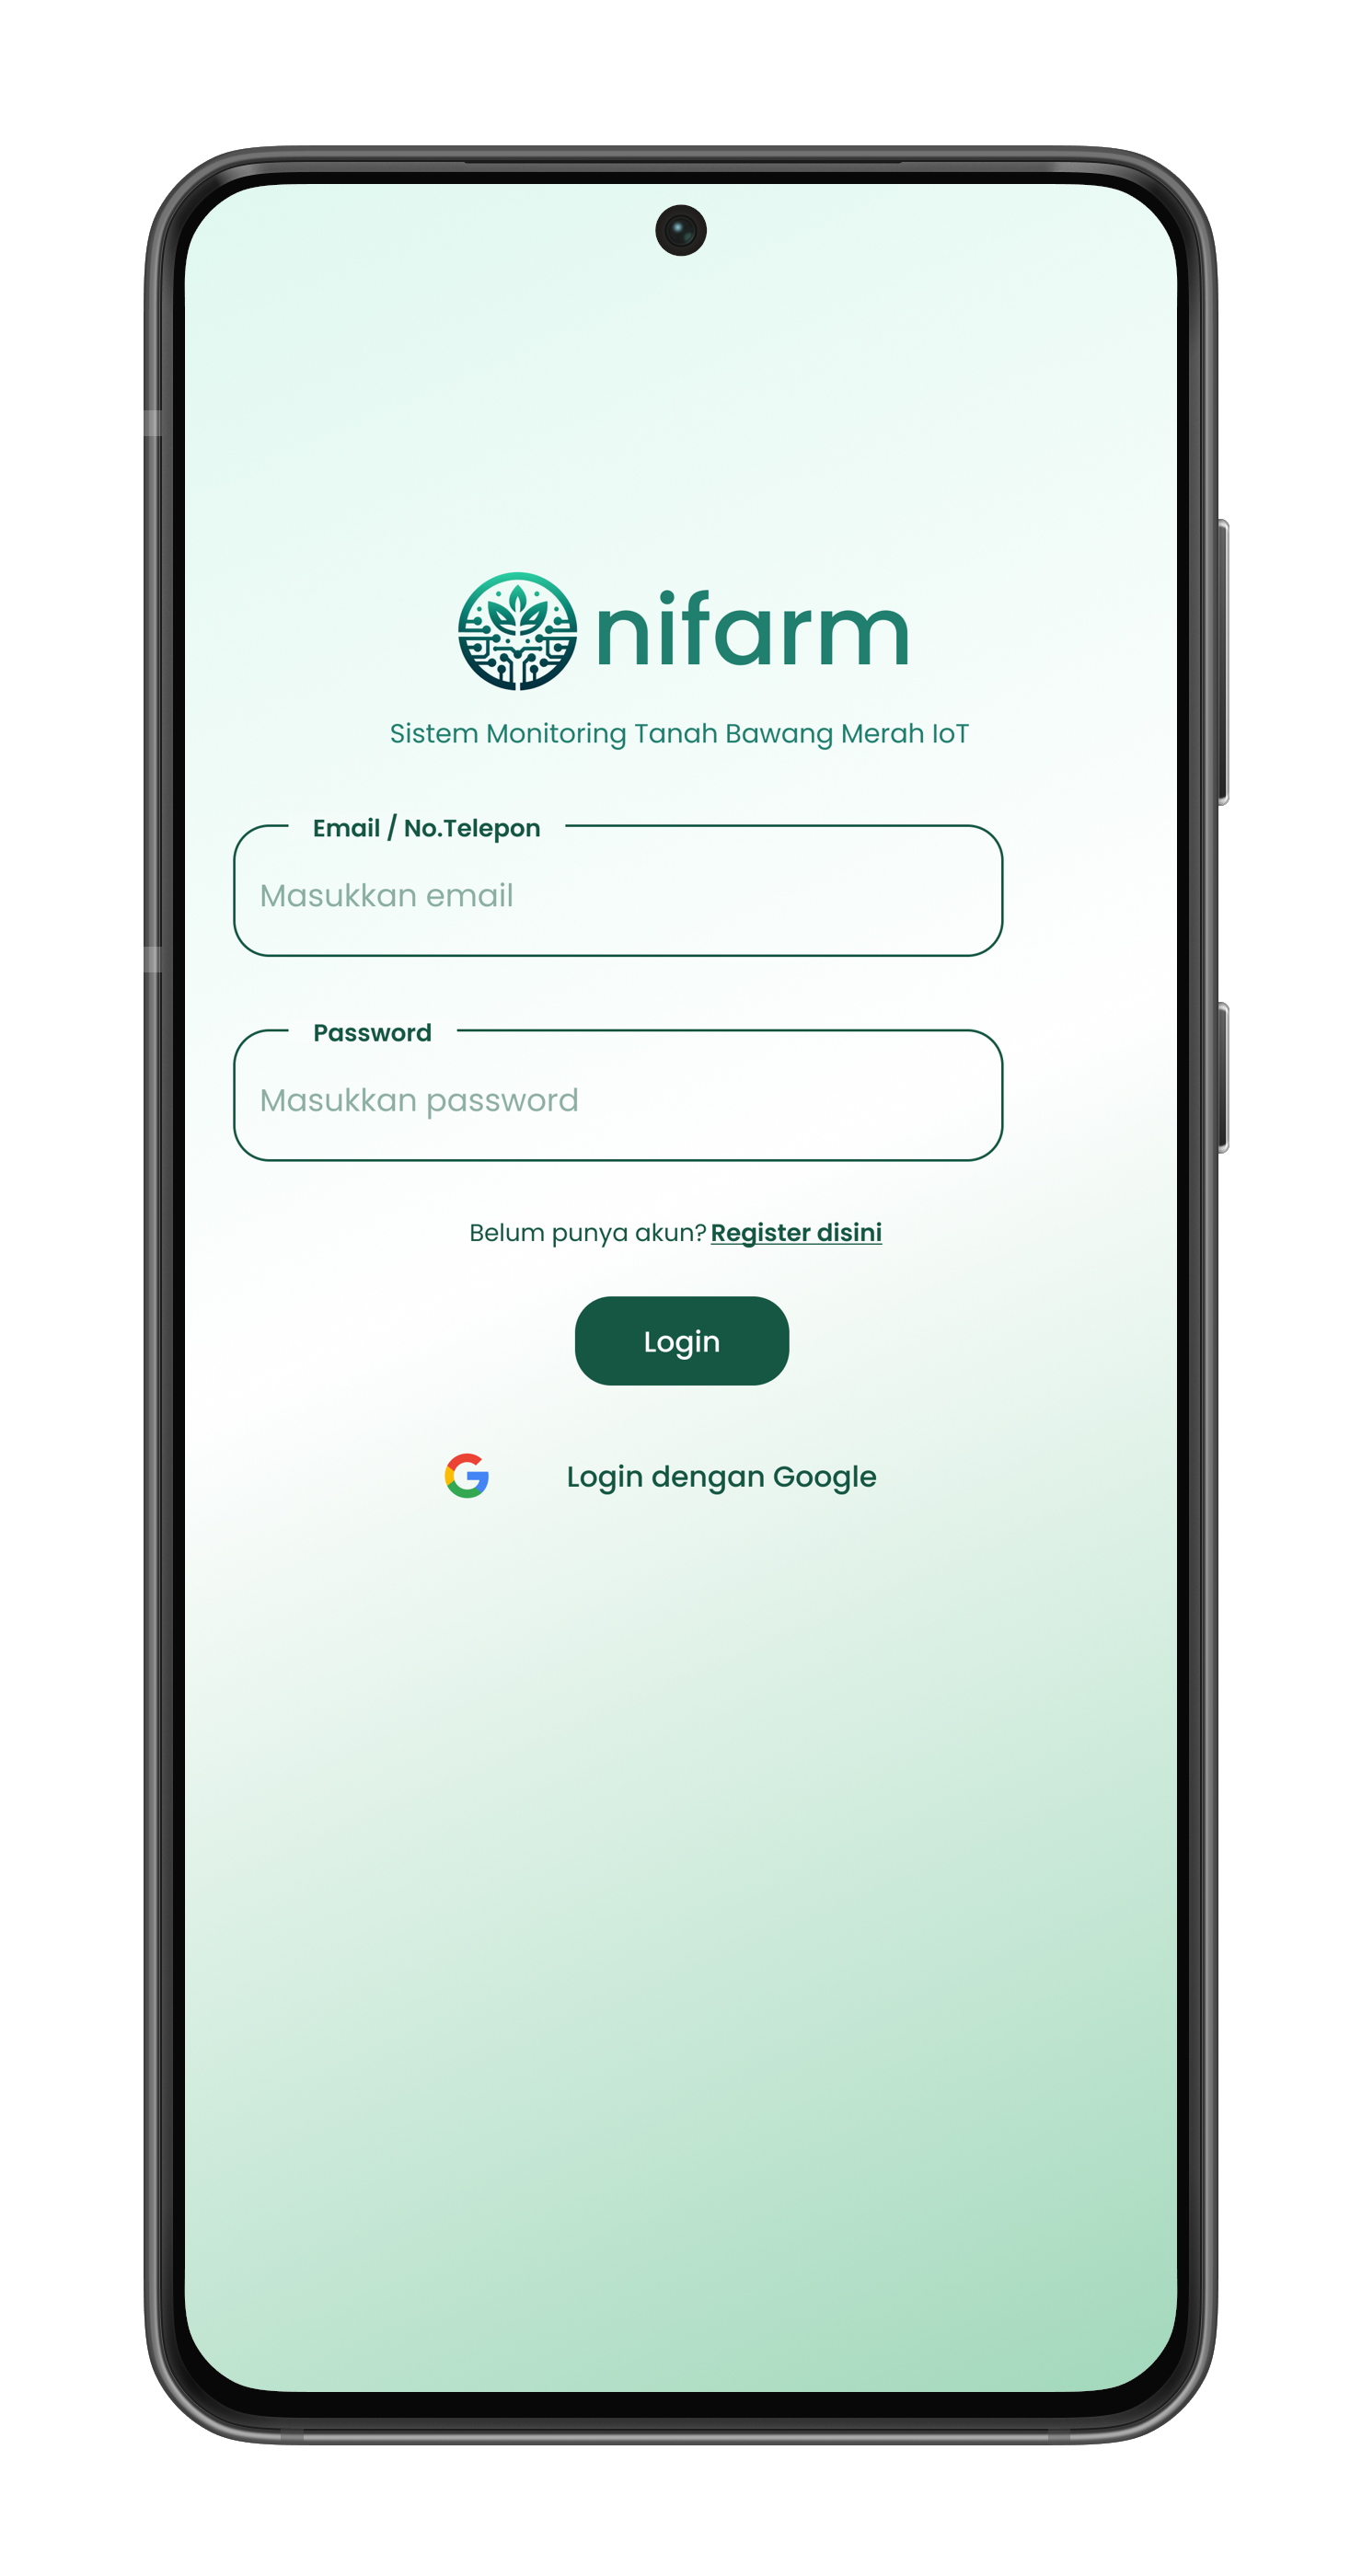 nifarm
Sistem Monitoring Tanah Bawang Merah IoT
Email / No.Telepon
Masukkan email
Password
Masukkan password
Belum punya akun? Register disini
Login
Login dengan Google